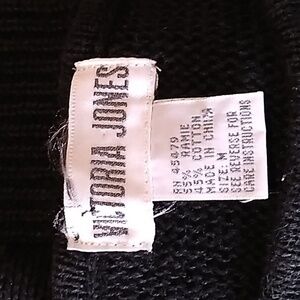 VICTORIA JONES
RN 45479
55% RAMIE
45% COTTON
MADE IN CHINA
SIZE M
SEE REVERSE FOR
CARE INSTRUCTIONS